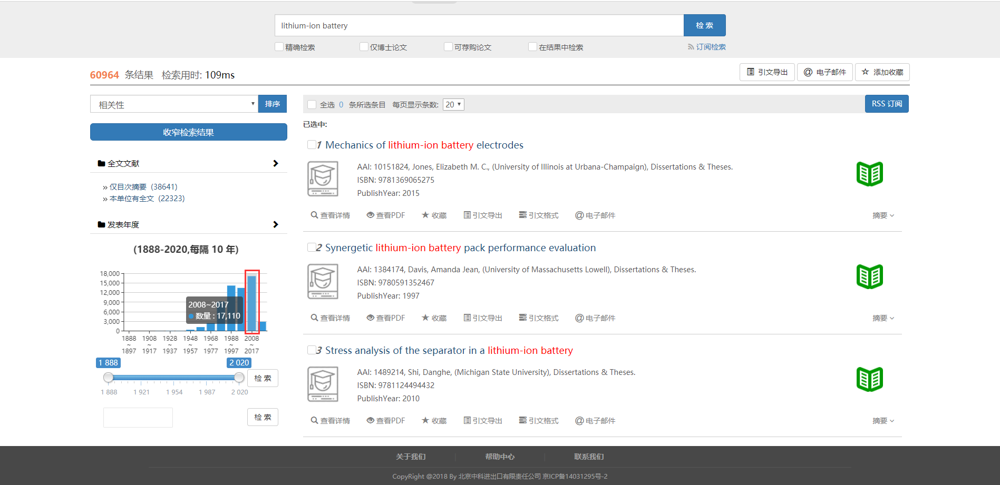 lithium-ion battery
检 索
精确检索 仅博士论文 可荐购论文 在结果中检索 订阅检索
60964 条结果 检索用时: 109ms
引文导出 电子邮件 添加收藏
相关性 排序
收窄检索结果
全文文献
» 仅目次摘要 (38641)
» 本单位有全文 (22323)
发表年度
(1888-2020,每隔 10 年)
18,000
15,000
12,000
9,000
6,000
3,000
0
2008~2017
数量 : 17,110
1888 1908 1928 1948 1968 1988 2008
~ ~ ~ ~ ~ ~ ~
1897 1917 1937 1957 1977 1997 2017
1 888 2 020
检 索
1 888 1 921 1 954 1 987 2 020
检 索
全选 0 条所选条目 每页显示条数: 20
RSS 订阅
已选中:
1 Mechanics of lithium-ion battery electrodes
AAI: 10151824, Jones, Elizabeth M. C., (University of Illinois at Urbana-Champaign), Dissertations & Theses.
ISBN: 9781369065275
PublishYear: 2015
查看详情 查看PDF 收藏 引文导出 引文格式 @ 电子邮件 摘要
2 Synergetic lithium-ion battery pack performance evaluation
AAI: 1384174, Davis, Amanda Jean, (University of Massachusetts Lowell), Dissertations & Theses.
ISBN: 9780591352467
PublishYear: 1997
查看详情 查看PDF 收藏 引文导出 引文格式 @ 电子邮件 摘要
3 Stress analysis of the separator in a lithium-ion battery
AAI: 1489214, Shi, Danghe, (Michigan State University), Dissertations & Theses.
ISBN: 9781124494432
PublishYear: 2010
查看详情 查看PDF 收藏 引文导出 引文格式 @ 电子邮件 摘要
关于我们 | 帮助中心 | 联系我们
CopyRight @2018 By 北京中科进出口有限责任公司 京ICP备14031295号-2